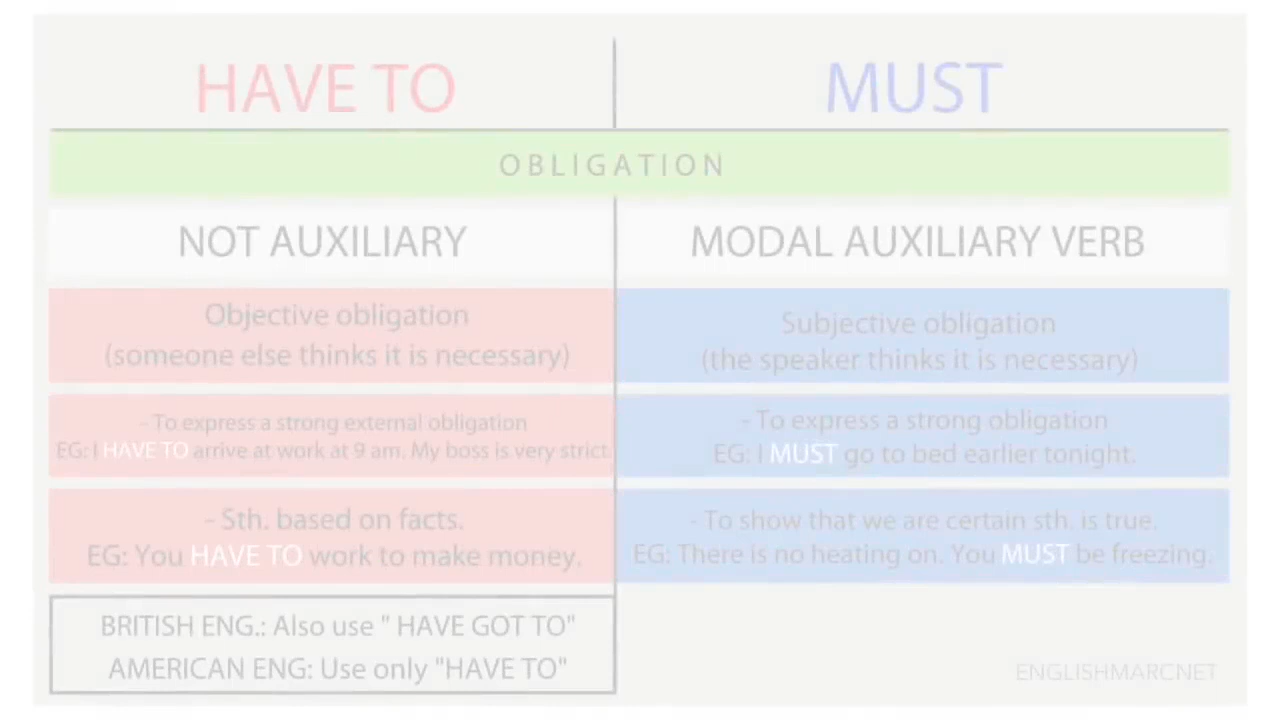 HAVE TO
MUST
OBLIGATION
NOT AUXILIARY
MODAL AUXILIARY VERB
Objective obligation
(someone else thinks it is necessary)
Subjective obligation
(the speaker thinks it is necessary)
- To express a strong external obligation
EG: I HAVE TO arrive at work at 9 am. My boss is very strict
- To express a strong obligation
EG: I MUST go to bed earlier tonight.
- Sth. based on facts.
EG: You HAVE TO work to make money.
- To show that we are certain sth. is true.
EG: There is no heating on. You MUST be freezing.
BRITISH ENG.: Also use " HAVE GOT TO"
AMERICAN ENG: Use only "HAVE TO"
ENGLISHMARCNET